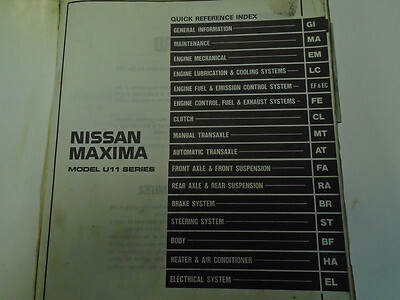 QUICK REFERENCE INDEX
GENERAL INFORMATION GI
MAINTENANCE MA
ENGINE MECHANICAL EM
ENGINE LUBRICATION & COOLING SYSTEMS LC
ENGINE FUEL & EMISSION CONTROL SYSTEM EF & EC
ENGINE CONTROL, FUEL & EXHAUST SYSTEMS FE
CLUTCH CL
MANUAL TRANSAXLE MT
AUTOMATIC TRANSAXLE AT
FRONT AXLE & FRONT SUSPENSION FA
REAR AXLE & REAR SUSPENSION RA
BRAKE SYSTEM BR
STEERING SYSTEM ST
BODY BF
HEATER & AIR CONDITIONER HA
ELECTRICAL SYSTEM EL
NISSAN
MAXIMA
MODEL U11 SERIES